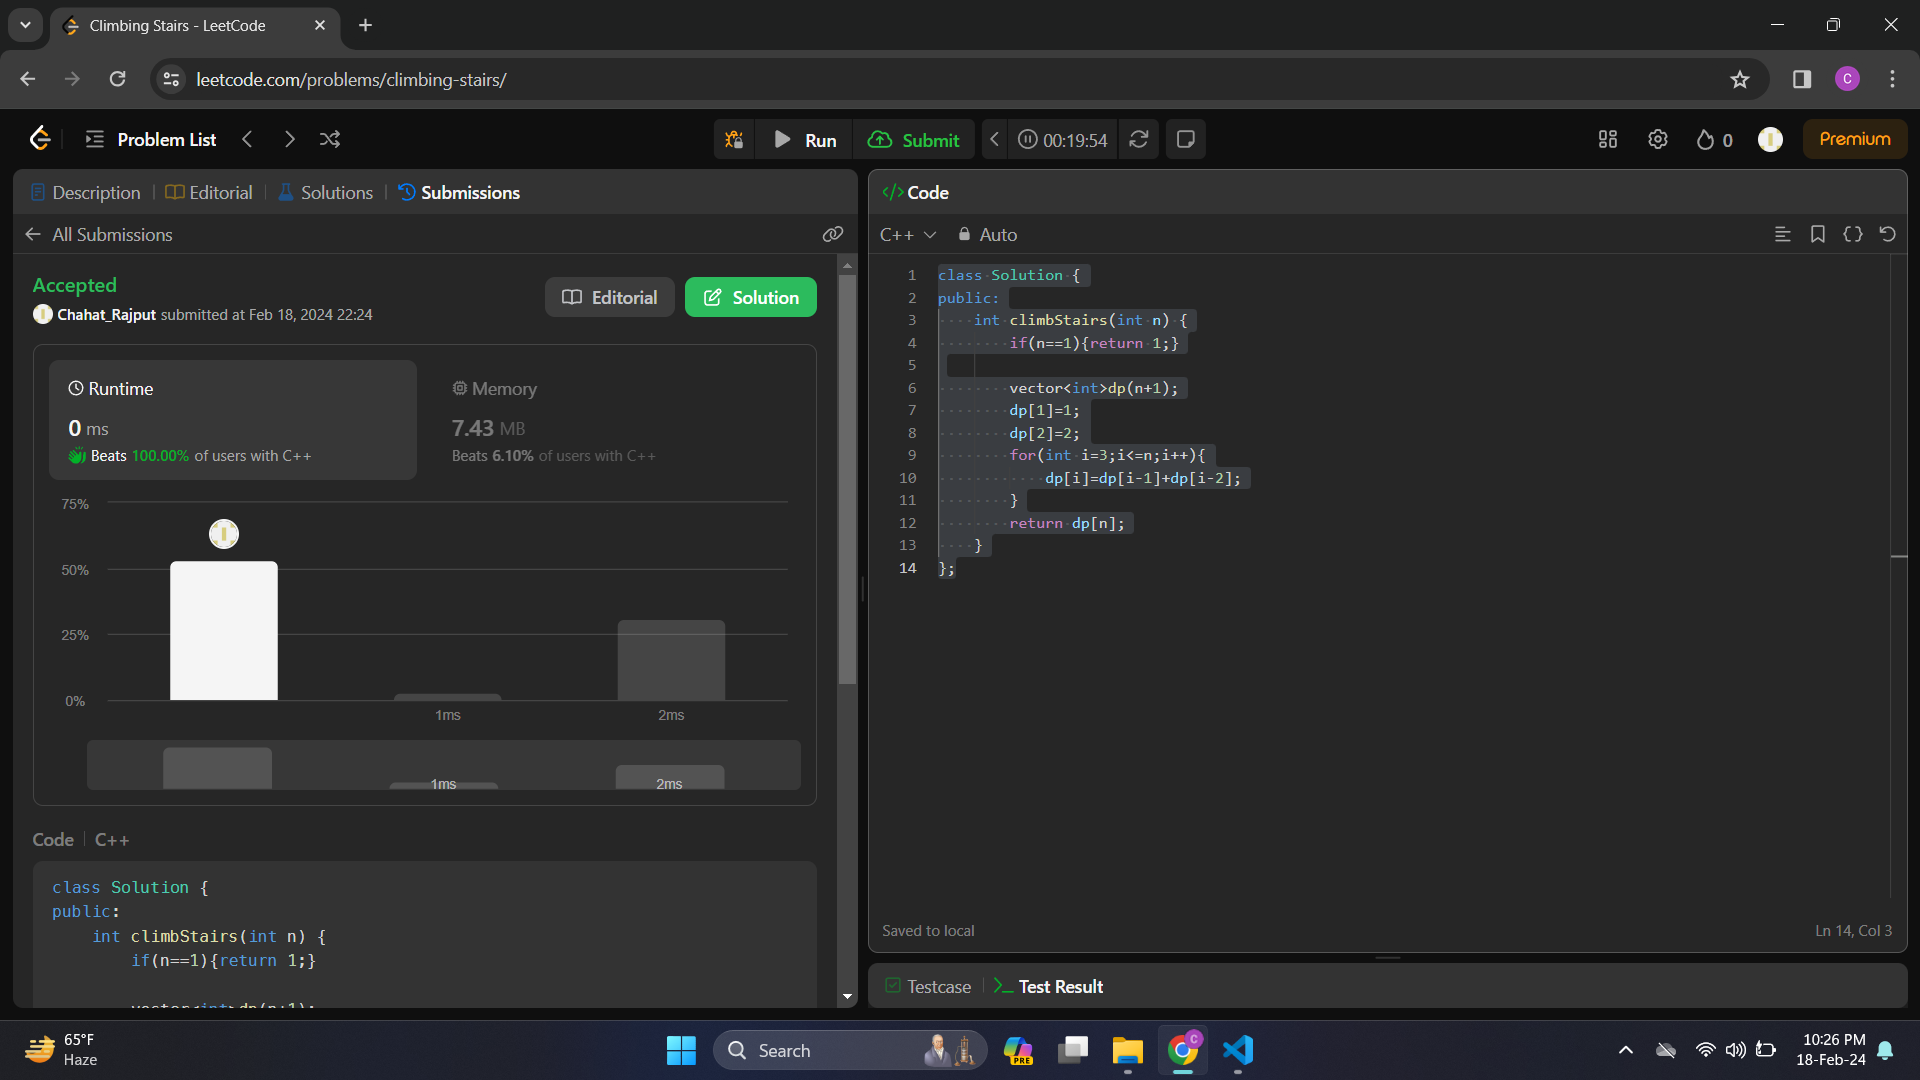 Climbing Stairs - LeetCode
leetcode.com/problems/climbing-stairs/
C
Problem List
Run
Submit
00:19:54
0
Premium
Description
Editorial
Solutions
Submissions
All Submissions
Accepted
Chahat_Rajput submitted at Feb 18, 2024 22:24
Editorial
Solution
Runtime
0 ms
Beats 100.00% of users with C++
Memory
7.43 MB
Beats 6.10% of users with C++
75%
50%
25%
0%
1ms
2ms
1ms
2ms
Code
C++
class Solution {
public:
int climbStairs(int n) {
if(n==1){return 1;}
vector<int>dp(n+1);
</> Code
C++
Auto
1 class Solution {
2 public:
3 int climbStairs(int n) {
4 if(n==1){return 1;}
5
6 vector<int>dp(n+1);
7 dp[1]=1;
8 dp[2]=2;
9 for(int i=3;i<=n;i++){
10 dp[i]=dp[i-1]+dp[i-2];
11 }
12 return dp[n];
13 }
14 };
Saved to local
Ln 14, Col 3
Testcase
Test Result
65°F
Haze
Search
PRE
C
10:26 PM
18-Feb-24